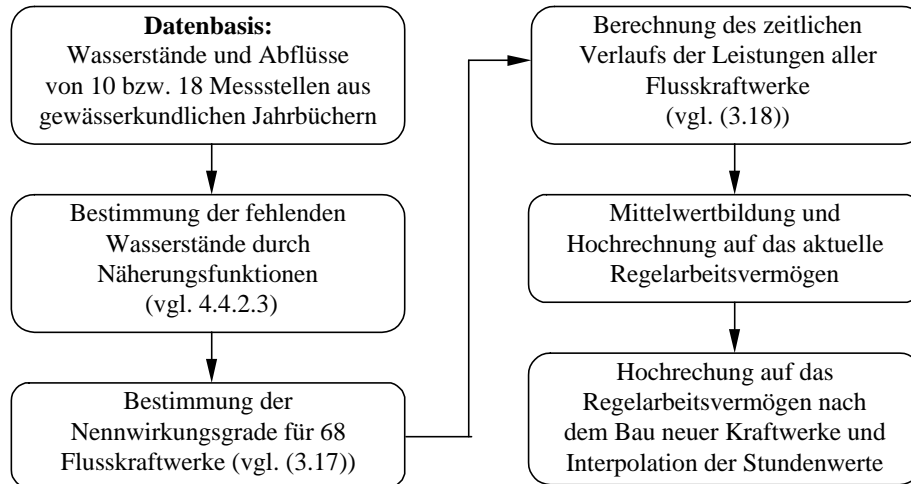 Datenbasis:
Wasserstände und Abflüsse
von 10 bzw. 18 Messstellen aus
gewässerkundlichen Jahrbüchern
Bestimmung der fehlenden
Wasserstände durch
Näherungsfunktionen
(vgl. 4.4.2.3)
Bestimmung der
Nennwirkungsgrade für 68
Flusskraftwerke (vgl. (3.17))
Berechnung des zeitlichen
Verlaufs der Leistungen aller
Flusskraftwerke
(vgl. (3.18))
Mittelwertbildung und
Hochrechnung auf das aktuelle
Regelarbeitsvermögen
Hochrechung auf das
Regelarbeitsvermögen nach
dem Bau neuer Kraftwerke und
Interpolation der Stundenwerte